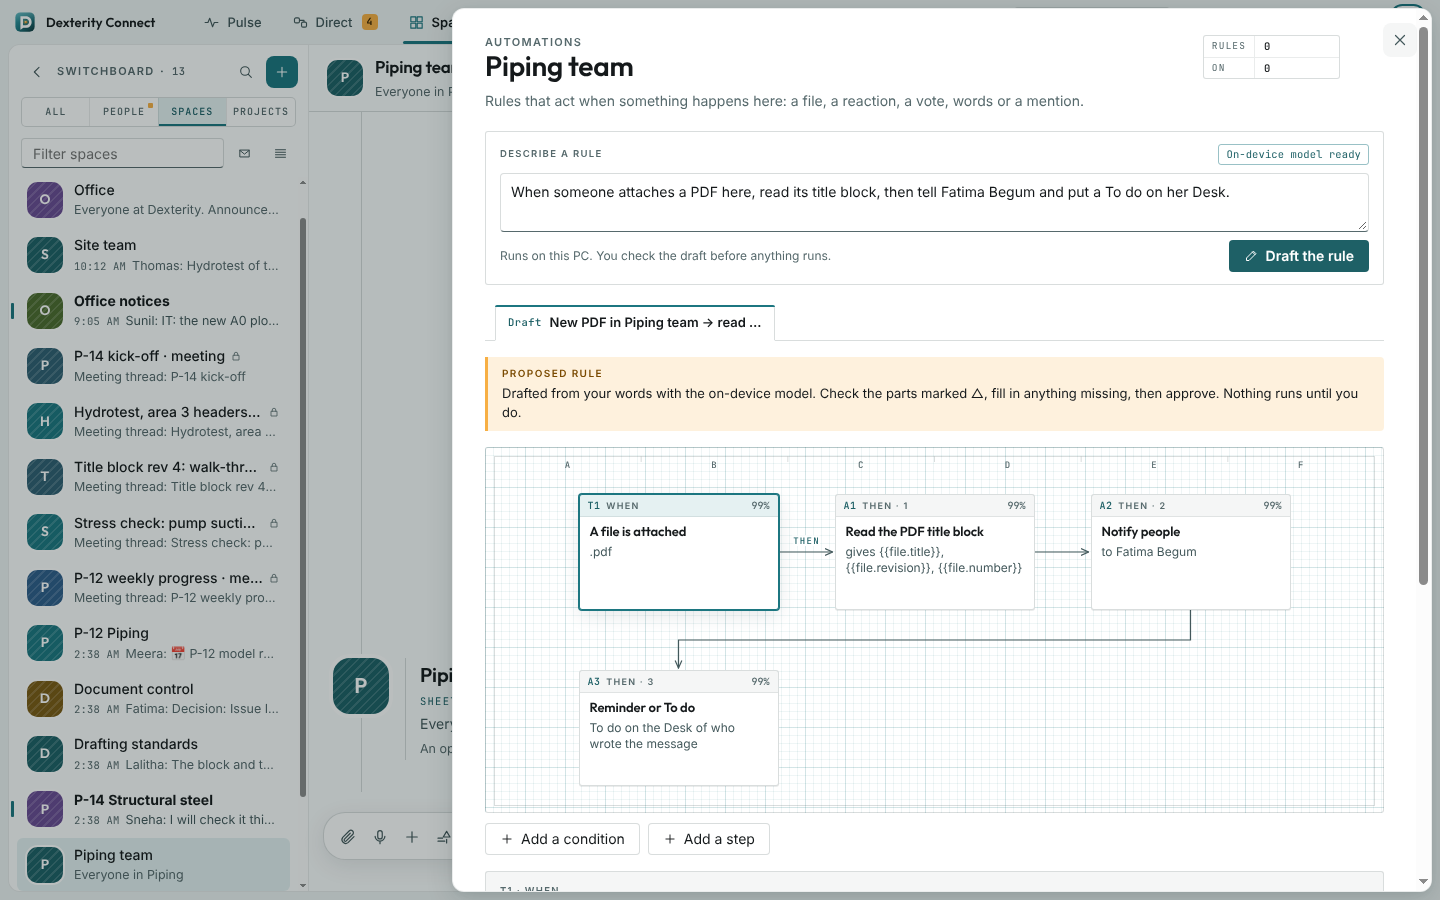 Dexterity Connect
Pulse
Direct 4
Spa
SWITCHBOARD · 13
ALL
PEOPLE
SPACES
PROJECTS
Filter spaces
O
Office
Everyone at Dexterity. Announce...
S
Site team
10:12 AM Thomas: Hydrotest of t...
O
Office notices
9:05 AM Sunil: IT: the new A0 plo...
P
P-14 kick-off · meeting
Meeting thread: P-14 kick-off
H
Hydrotest, area 3 headers...
Meeting thread: Hydrotest, area ...
T
Title block rev 4: walk-thr...
Meeting thread: Title block rev 4...
S
Stress check: pump sucti...
Meeting thread: Stress check: p...
P
P-12 weekly progress · me...
Meeting thread: P-12 weekly pro...
P
P-12 Piping
2:38 AM Meera: 📅 P-12 model r...
D
Document control
2:38 AM Fatima: Decision: Issue I...
D
Drafting standards
2:38 AM Lalitha: The block and t...
P
P-14 Structural steel
2:38 AM Sneha: I will check it thi...
P
Piping team
Everyone in Piping
P
Piping tea
Everyone in P
P
Pipi
SHEE
Every
An op
AUTOMATIONS
Piping team
RULES 0
ON 0
Rules that act when something happens here: a file, a reaction, a vote, words or a mention.
DESCRIBE A RULE
On-device model ready
When someone attaches a PDF here, read its title block, then tell Fatima Begum and put a To do on her Desk.
Runs on this PC. You check the draft before anything runs.
Draft the rule
Draft New PDF in Piping team → read ...
PROPOSED RULE
Drafted from your words with the on-device model. Check the parts marked △, fill in anything missing, then approve. Nothing runs until you
do.
A B C D E F
T1 WHEN 99%
A file is attached
.pdf
THEN
A1 THEN · 1 99%
Read the PDF title block
gives {{file.title}},
{{file.revision}}, {{file.number}}
A2 THEN · 2 99%
Notify people
to Fatima Begum
A3 THEN · 3 99%
Reminder or To do
To do on the Desk of who
wrote the message
Add a condition
Add a step
T1 · WHEN